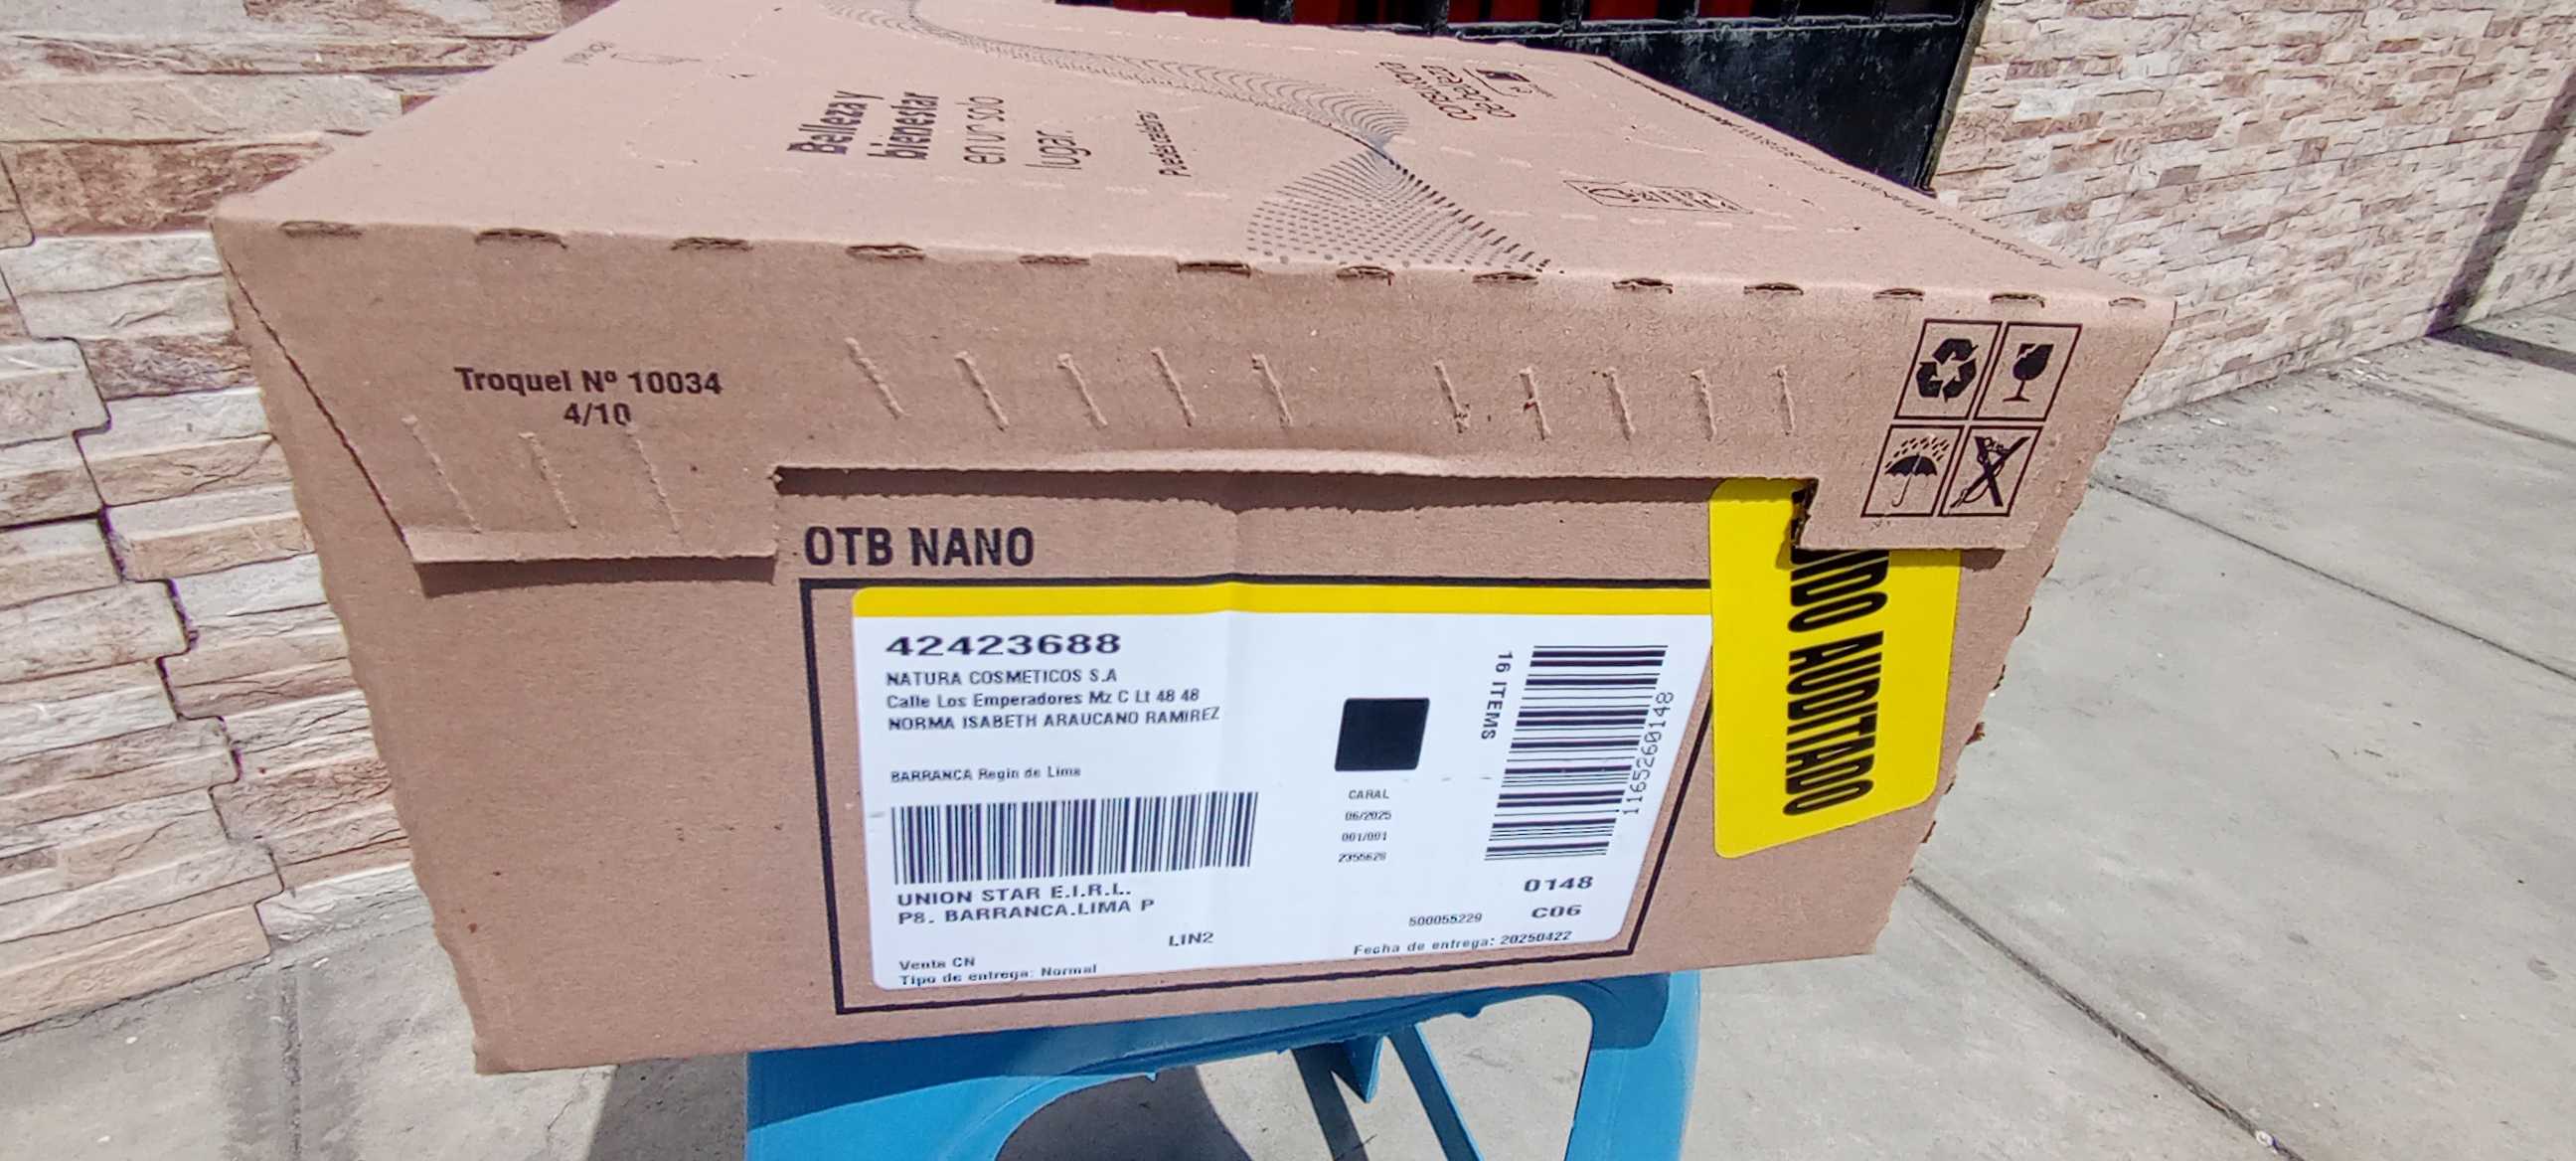 Belleza y
bienestar
en un solo
lugar.
Troquel Nº 10034
4/10
OTB NANO
42423688
NATURA COSMETICOS S.A
Calle Los Emperadores Mz C Lt 48 48
NORMA ISABETH ARAUCANO RAMIREZ
BARRANCA Regin de Lima
UNION STAR E.I.R.L.
P8. BARRANCA.LIMA P
LIN2
Venta CN
Tipo de entrega: Normal
CARAL
06/2025
001/001
2355628
16 ITEMS
1165260148
0148
500055229
C06
Fecha de entrega: 20250422
AUDITADO